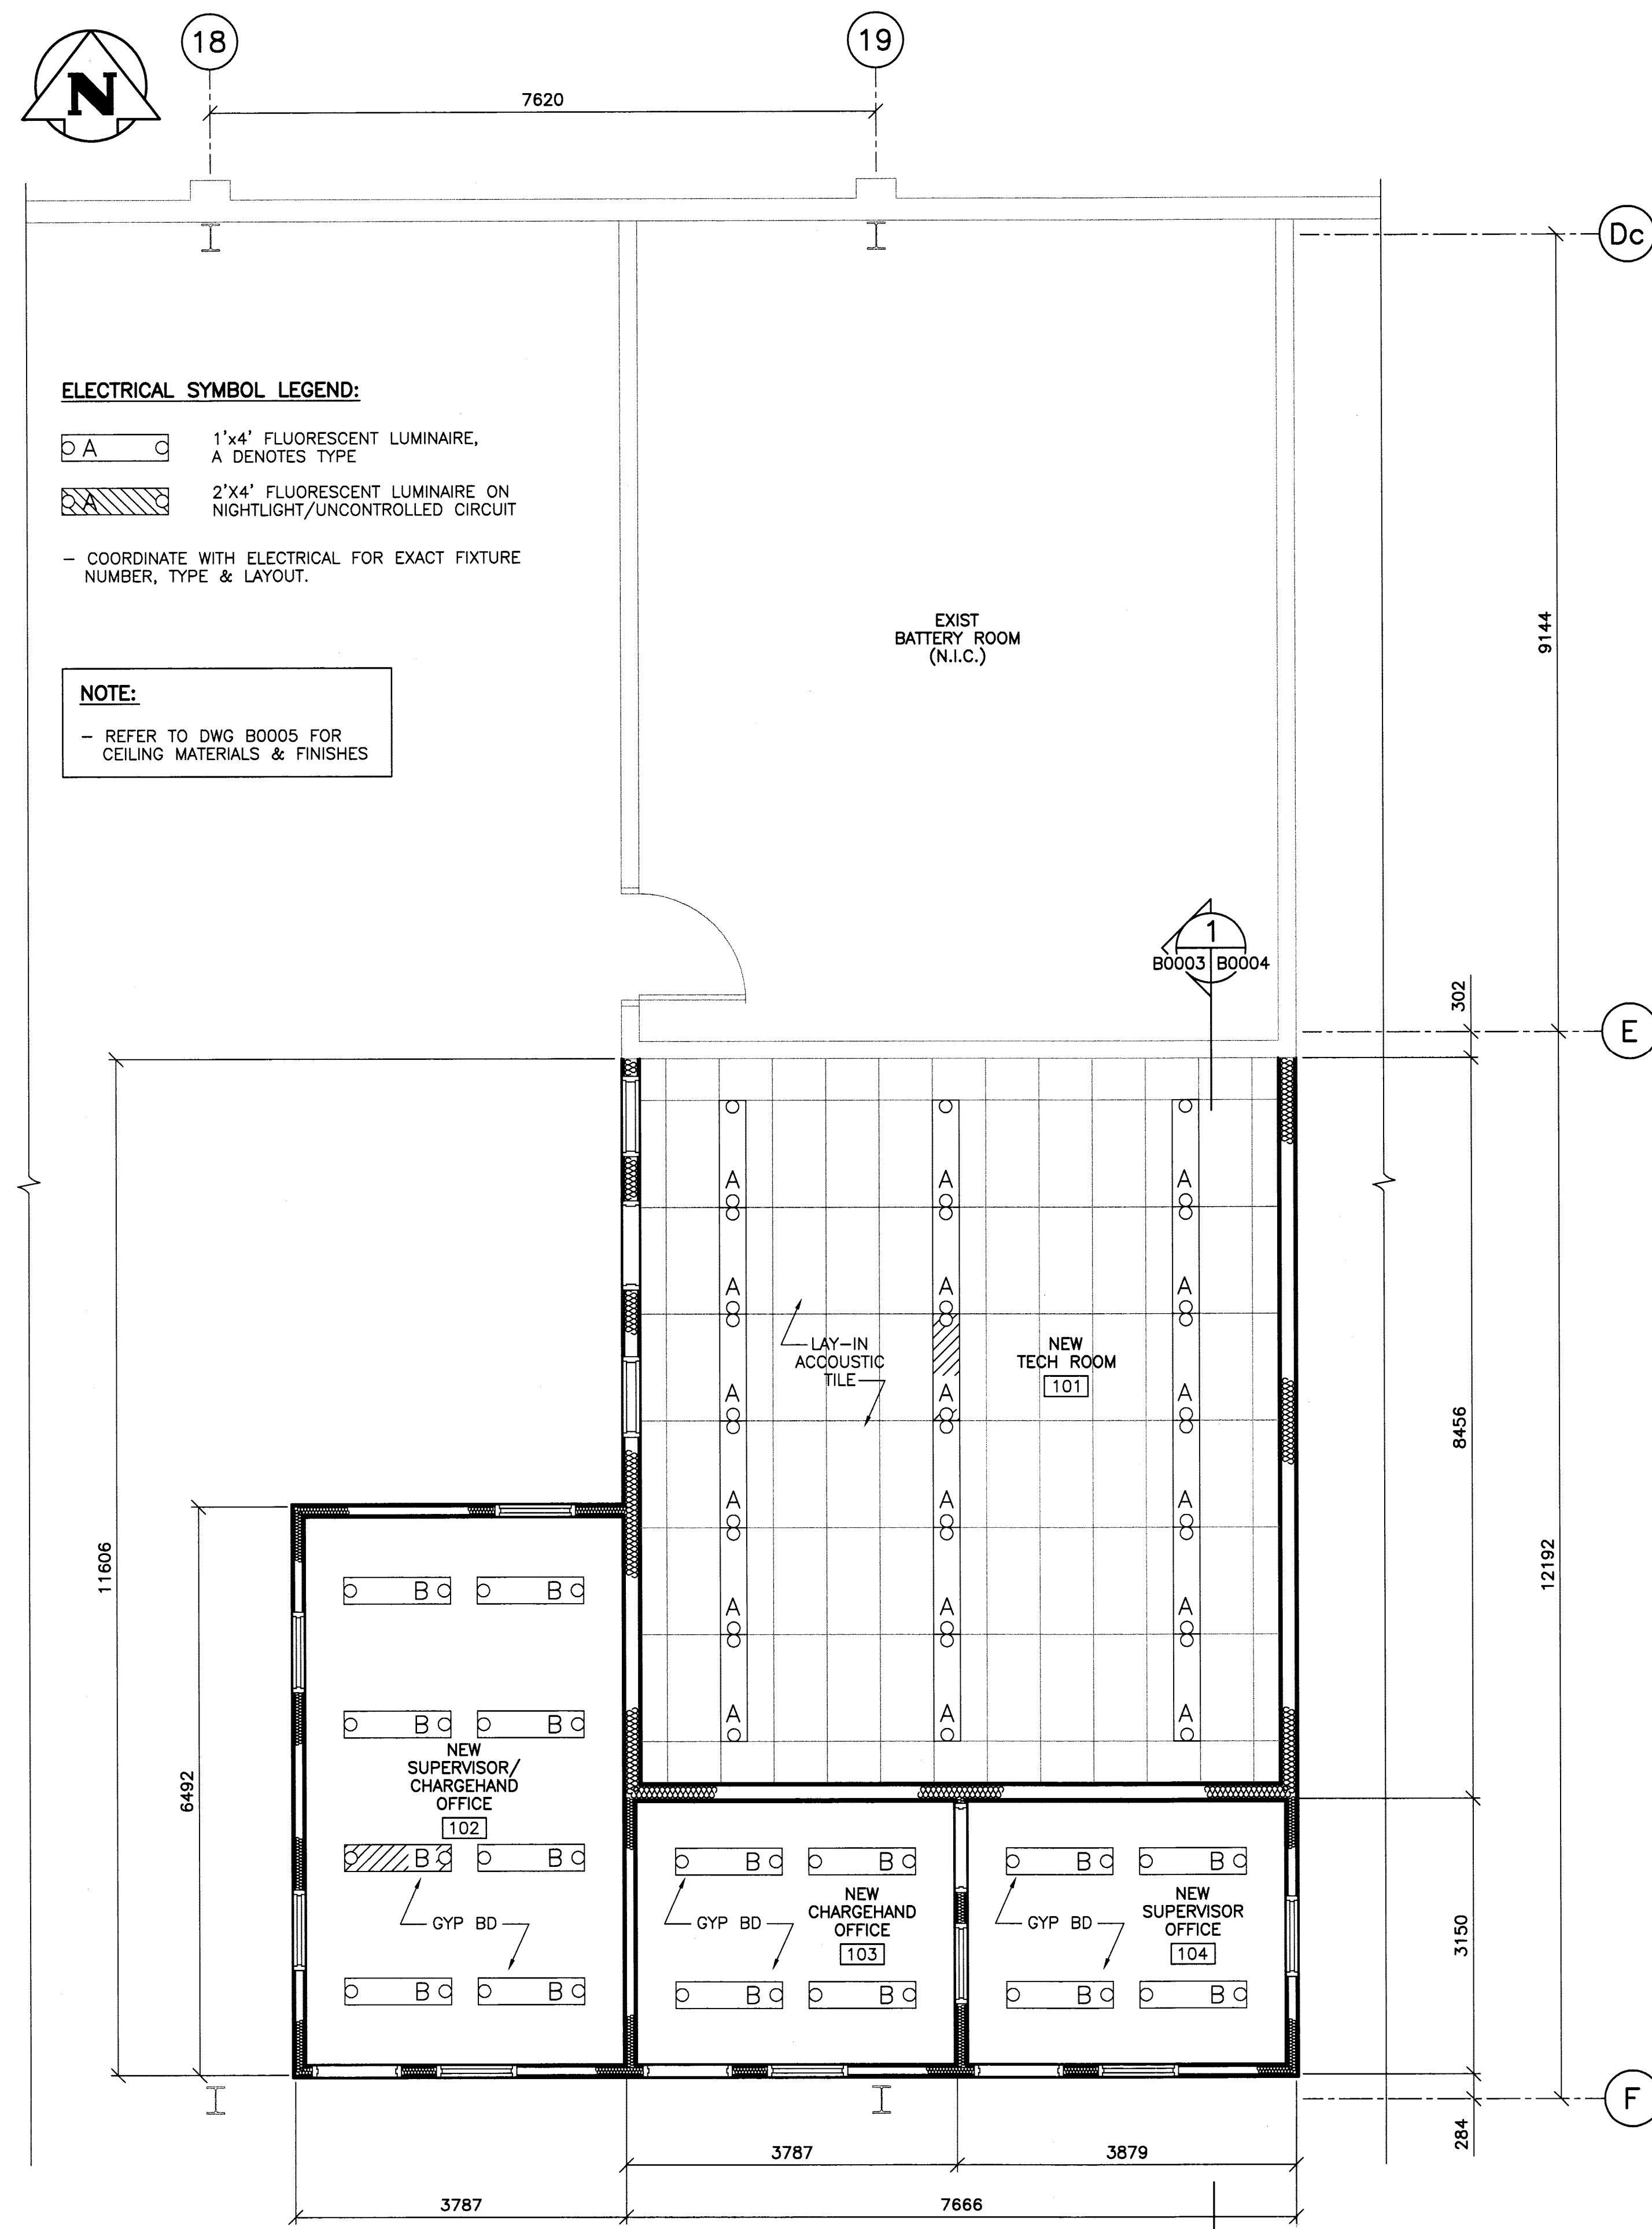 N
18
19
7620
Dc
ELECTRICAL SYMBOL LEGEND:
A
1'x4' FLUORESCENT LUMINAIRE,
A DENOTES TYPE
A
2'X4' FLUORESCENT LUMINAIRE ON
NIGHTLIGHT/UNCONTROLLED CIRCUIT
– COORDINATE WITH ELECTRICAL FOR EXACT FIXTURE
NUMBER, TYPE & LAYOUT.
EXIST
BATTERY ROOM
(N.I.C.)
9144
NOTE:
– REFER TO DWG B0005 FOR
CEILING MATERIALS & FINISHES
1
B0003 B0004
302
E
A A A
A A A
LAY-IN
ACCOUSTIC
TILE
NEW
TECH ROOM
101
A A A
8456
A A A
11606
12192
A A A
A A A
B B
B B
NEW
SUPERVISOR/
CHARGEHAND
OFFICE
102
6492
B B
GYP BD
B B
B B
NEW
CHARGEHAND
OFFICE
103
GYP BD
B B
B B
NEW
SUPERVISOR
OFFICE
104
GYP BD
B B
3150
F
284
3787
3879
3787
7666